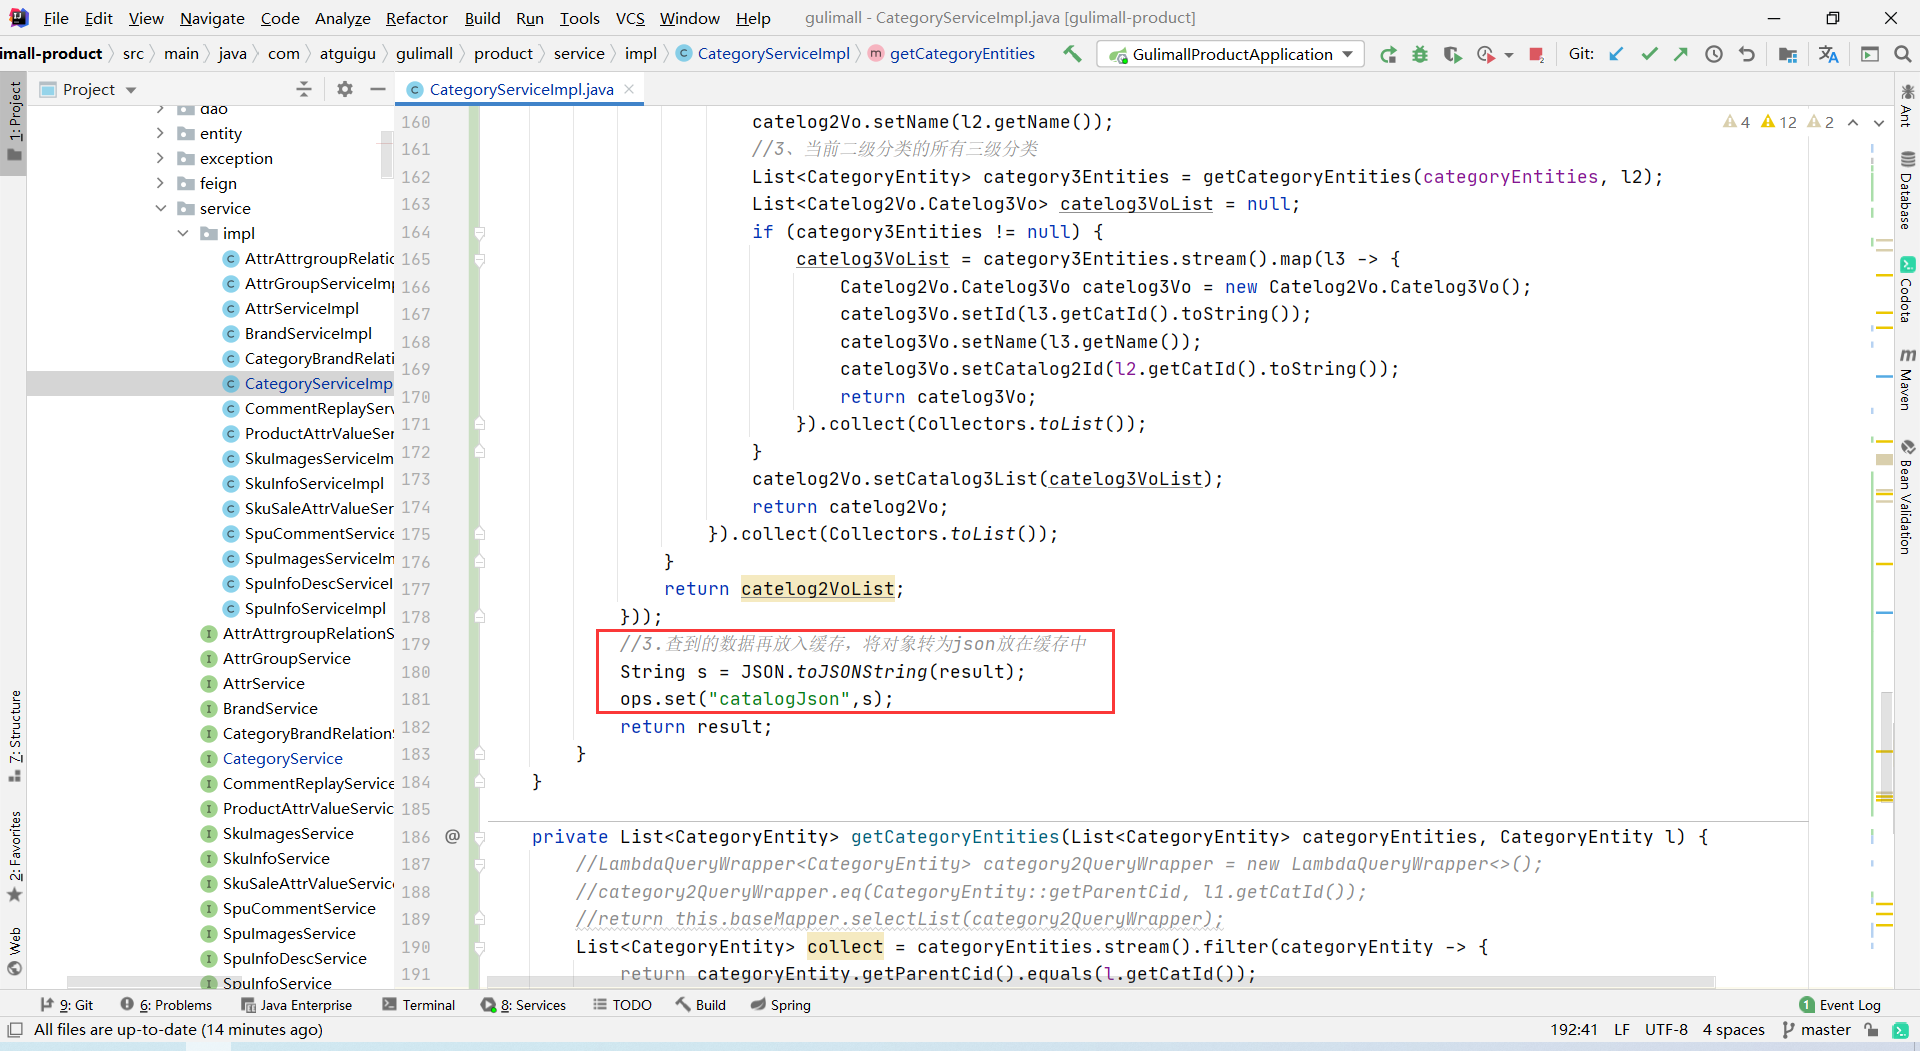 File Edit View Navigate Code Analyze Refactor Build Run Tools VCS Window Help gulimall - CategoryServiceImpl.java [gulimall-product]
imall-product src main java com atguigu gulimall product service impl CategoryServiceImpl getCategoryEntities GulimallProductApplication Git:
Project CategoryServiceImpl.java
1: Project
7: Structure
2: Favorites
Web
dao
entity
exception
feign
service
impl
AttrAttrgroupRelatio
AttrGroupServiceImp
AttrServiceImpl
BrandServiceImpl
CategoryBrandRelati
CategoryServiceImp
CommentReplayServ
ProductAttrValueSer
SkuImagesServiceIm
SkuInfoServiceImpl
SkuSaleAttrValueSer
SpuCommentService
SpuImagesServiceIm
SpuInfoDescServiceI
SpuInfoServiceImpl
AttrAttrgroupRelationS
AttrGroupService
AttrService
BrandService
CategoryBrandRelation
CategoryService
CommentReplayService
ProductAttrValueServic
SkuImagesService
SkuInfoService
SkuSaleAttrValueService
SpuCommentService
SpuImagesService
SpuInfoDescService
SpuInfoService
4 12 2
160 catelog2Vo.setName(l2.getName());
161 //3、当前二级分类的所有三级分类
162 List<CategoryEntity> category3Entities = getCategoryEntities(categoryEntities, l2);
163 List<Catelog2Vo.Catalog3Vo> catelog3VoList = null;
164 if (category3Entities != null) {
165 catelog3VoList = category3Entities.stream().map(l3 -> {
166 Catelog2Vo.Catalog3Vo catelog3Vo = new Catelog2Vo.Catelog3Vo();
167 catelog3Vo.setId(l3.getCatId().toString());
168 catelog3Vo.setName(l3.getName());
169 catelog3Vo.setCatalog2Id(l2.getCatId().toString());
170 return catelog3Vo;
171 }).collect(Collectors.toList());
172 }
173 catelog2Vo.setCatalog3List(catelog3VoList);
174 return catelog2Vo;
175 }).collect(Collectors.toList());
176 }
177 return catelog2VoList;
178 }));
179 //3.查到的数据再放入缓存，将对象转为json放在缓存中
180 String s = JSON.toJSONString(result);
181 ops.set("catalogJson",s);
182 return result;
183 }
184 }
185
186 @ private List<CategoryEntity> getCategoryEntities(List<CategoryEntity> categoryEntities, CategoryEntity l) {
187 //LambdaQueryWrapper<CategoryEntity> category2QueryWrapper = new LambdaQueryWrapper<>();
188 //category2QueryWrapper.eq(CategoryEntity::getParentCid, l1.getCatId());
189 //return this.baseMapper.selectList(category2QueryWrapper);
190 List<CategoryEntity> collect = categoryEntities.stream().filter(categoryEntity -> {
191 return categoryEntity.getParentCid().equals(l.getCatId());
Ant
Database
Codota
Maven
Bean Validation
9: Git 6: Problems Java Enterprise Terminal 8: Services TODO Build Spring 1 Event Log
All files are up-to-date (14 minutes ago) 192:41 LF UTF-8 4 spaces master